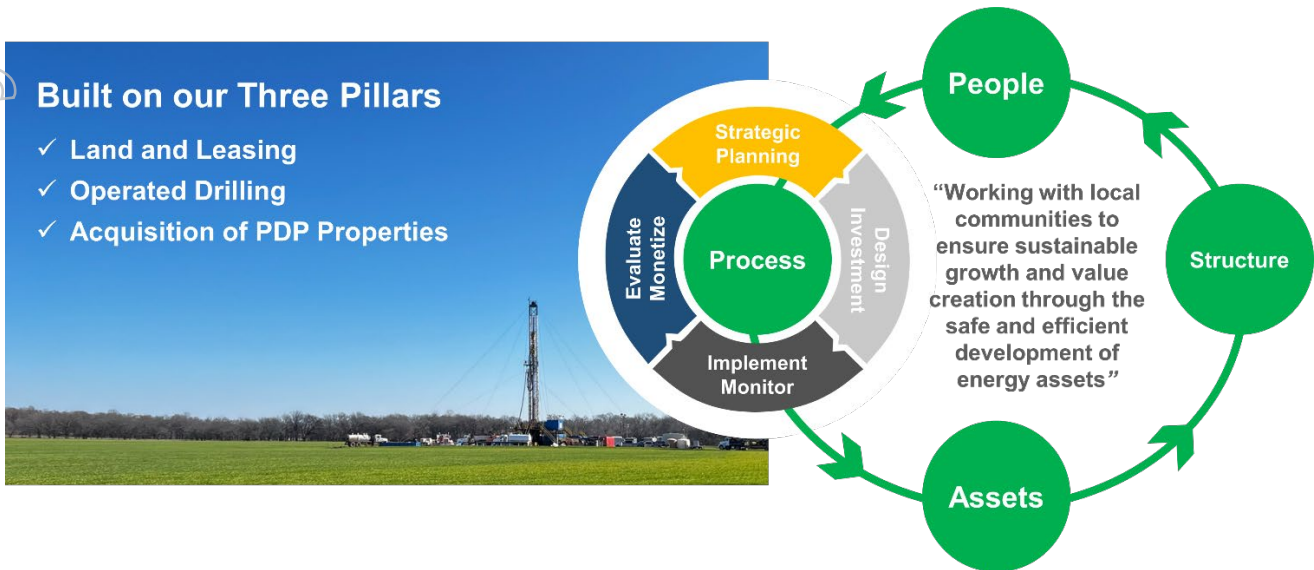 Built on our Three Pillars
✓ Land and Leasing
✓ Operated Drilling
✓ Acquisition of PDP Properties
Strategic
Planning
Design
Investment
Implement
Monitor
Evaluate
Monetize
Process
People
Structure
Assets
“Working with local
communities to
ensure sustainable
growth and value
creation through the
safe and efficient
development of
energy assets”